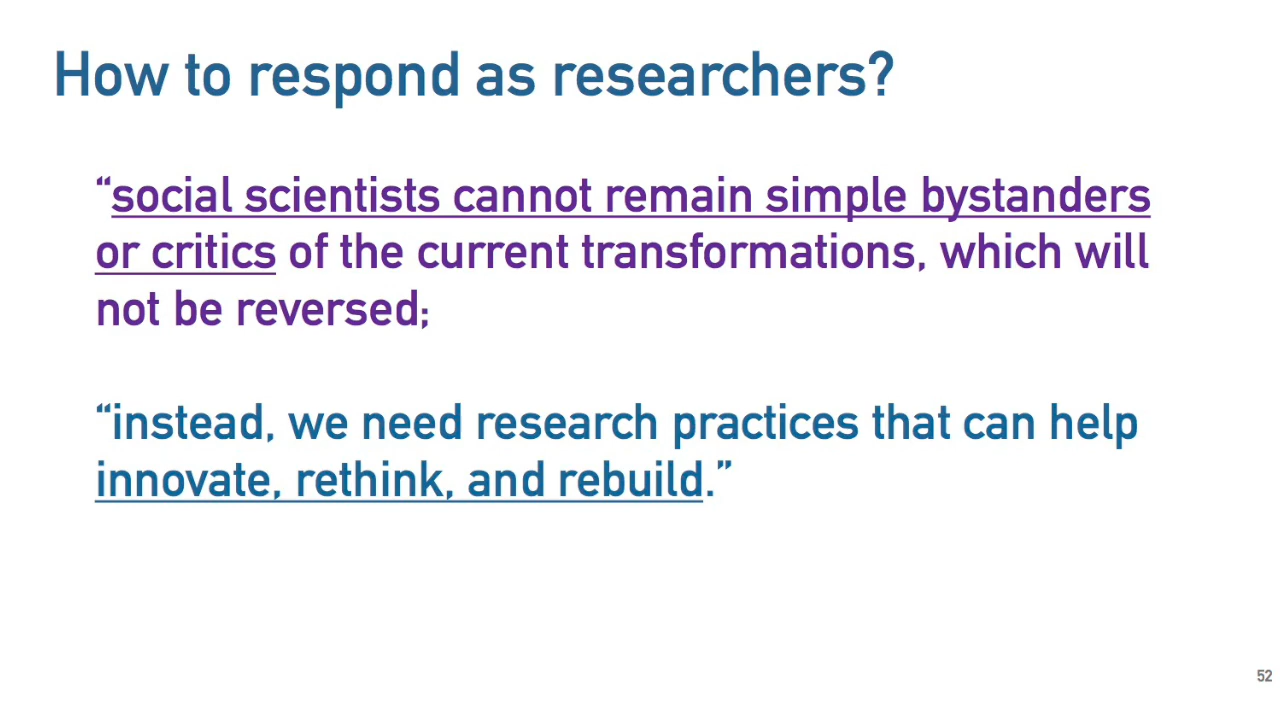 How to respond as researchers?
“social scientists cannot remain simple bystanders
or critics of the current transformations, which will
not be reversed;
“instead, we need research practices that can help
innovate, rethink, and rebuild.”
52